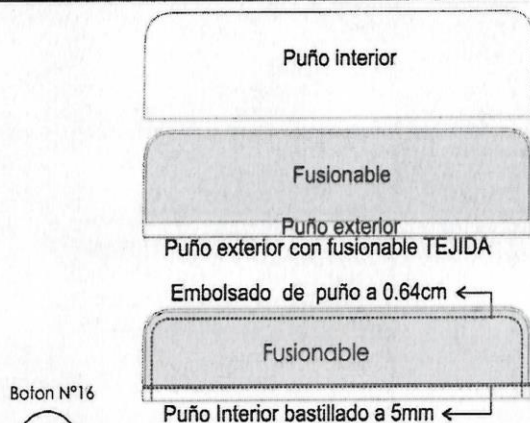 Puño interior
Fusionable
Puño exterior
Puño exterior con fusionable TEJIDA
Embolsado de puño a 0.64cm
Fusionable
Boton Nº16
Puño Interior bastillado a 5mm